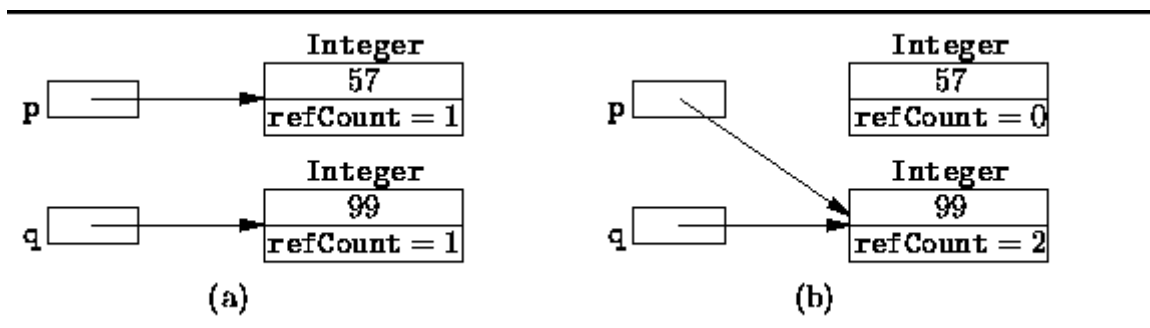 Integer
57
p
refCount = 1
Integer
99
q
refCount = 1
(a)
Integer
57
p
refCount = 0
Integer
99
q
refCount = 2
(b)